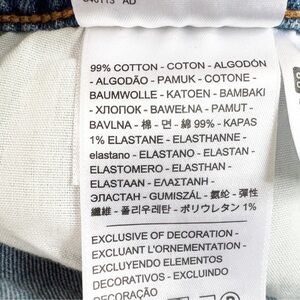 040113 AD
99% COTTON - COTON - ALGODÓN
- ALGODÃO - PAMUK - COTONE -
BAUMWOLLE - KATOEN - BAMBAKI
- ХЛОПОК - BAWEŁNA - PAMUT -
BAVLNA - 棉 - 면 - 綿 99% - KAPAS
1% ELASTANE - ELASTHANNE -
elastano - ELASTANO - ELASTAN -
ELASTOMERO - ELASTHAN -
ELASTAAN - ΕΛΑΣΤΑΝΗ -
ЭЛАСТАН - GUMISZÁL - 氨纶 - 彈性
纖維 - 폴리우레탄 - ポリウレタン 1%
EXCLUSIVE OF DECORATION -
EXCLUANT L'ORNEMENTATION -
EXCLUYENDO ELEMENTOS
DECORATIVOS - EXCLUINDO
DECORAÇÃO